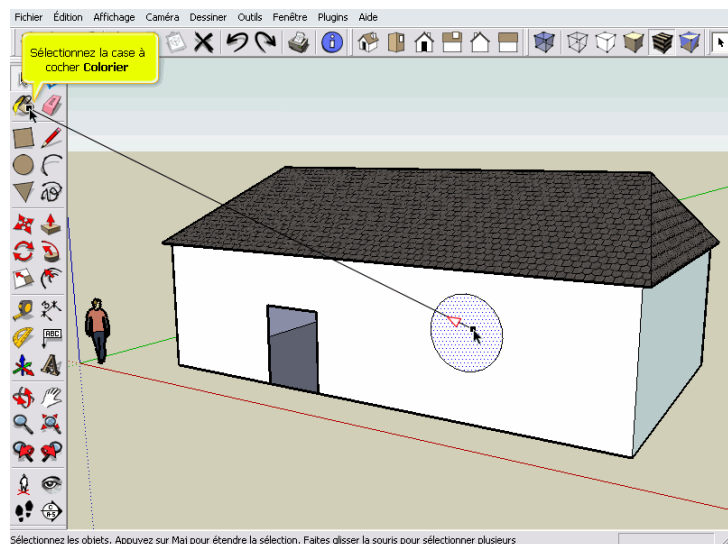 Fichier Édition Affichage Caméra Dessiner Outils Fenêtre Plugins Aide
Sélectionnez la case à
cocher Colorier
ABC
C
A-5
Sélectionnez les objets. Appuyez sur Maj pour étendre la sélection. Faites glisser la souris pour sélectionner plusieurs